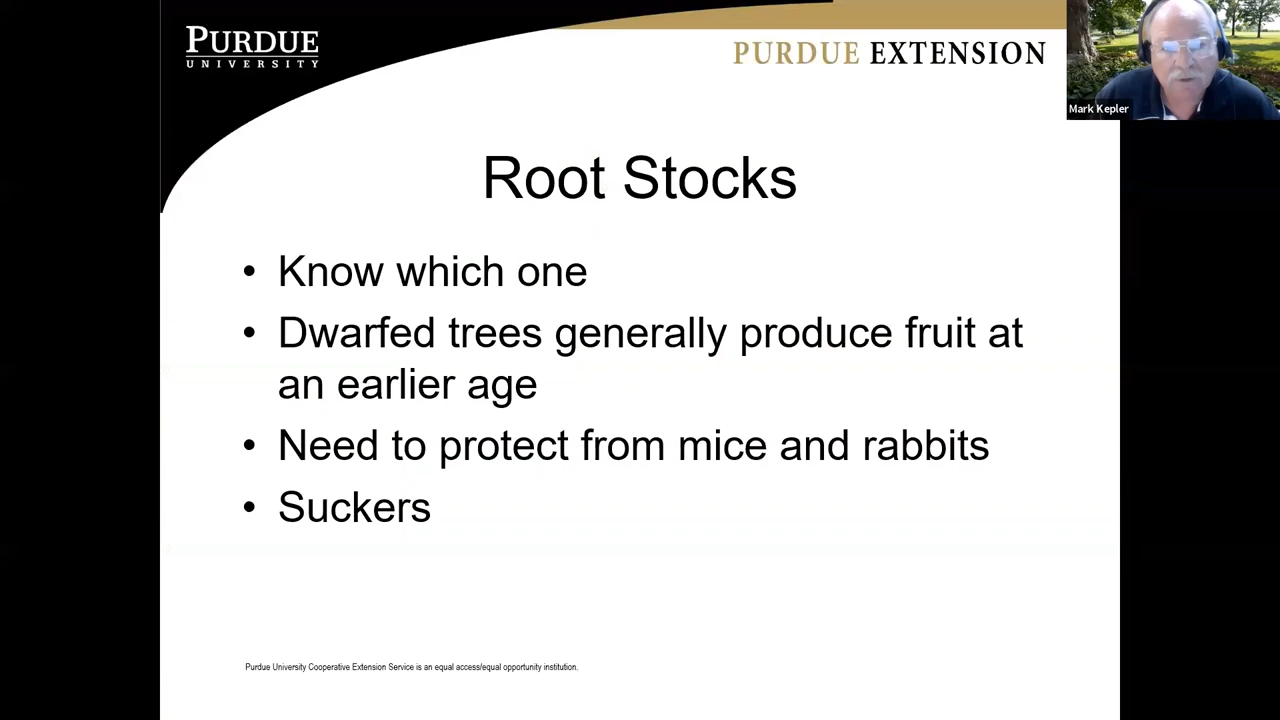 PURDUE
UNIVERSITY
PURDUE EXTENSION
Mark Kepler
Root Stocks
• Know which one
• Dwarfed trees generally produce fruit at
an earlier age
• Need to protect from mice and rabbits
• Suckers
Purdue University Cooperative Extension Service is an equal access/equal opportunity institution.